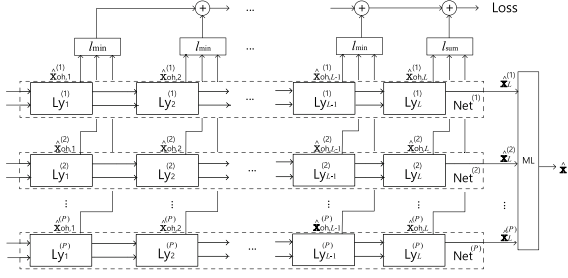 ... Loss
l_min l_min ... l_min l_sum
x̂_oh,1^(1) x̂_oh,2^(1) x̂_oh,L-1^(1) x̂_oh,L^(1) x̂_L^(1)
Ly_1^(1) Ly_2^(1) ... Ly_L-1^(1) Ly_L^(1) Net^(1)
x̂_oh,1^(2) x̂_oh,2^(2) x̂_oh,L-1^(2) x̂_oh,L^(2) x̂_L^(2)
Ly_1^(2) Ly_2^(2) ... Ly_L-1^(2) Ly_L^(2) Net^(2) ML x̂
⋮ ⋮ ⋮ ⋮ ⋮
x̂_oh,1^(P) x̂_oh,2^(P) x̂_oh,L-1^(P) x̂_oh,L^(P) x̂_L^(P)
Ly_1^(P) Ly_2^(P) ... Ly_L-1^(P) Ly_L^(P) Net^(P)